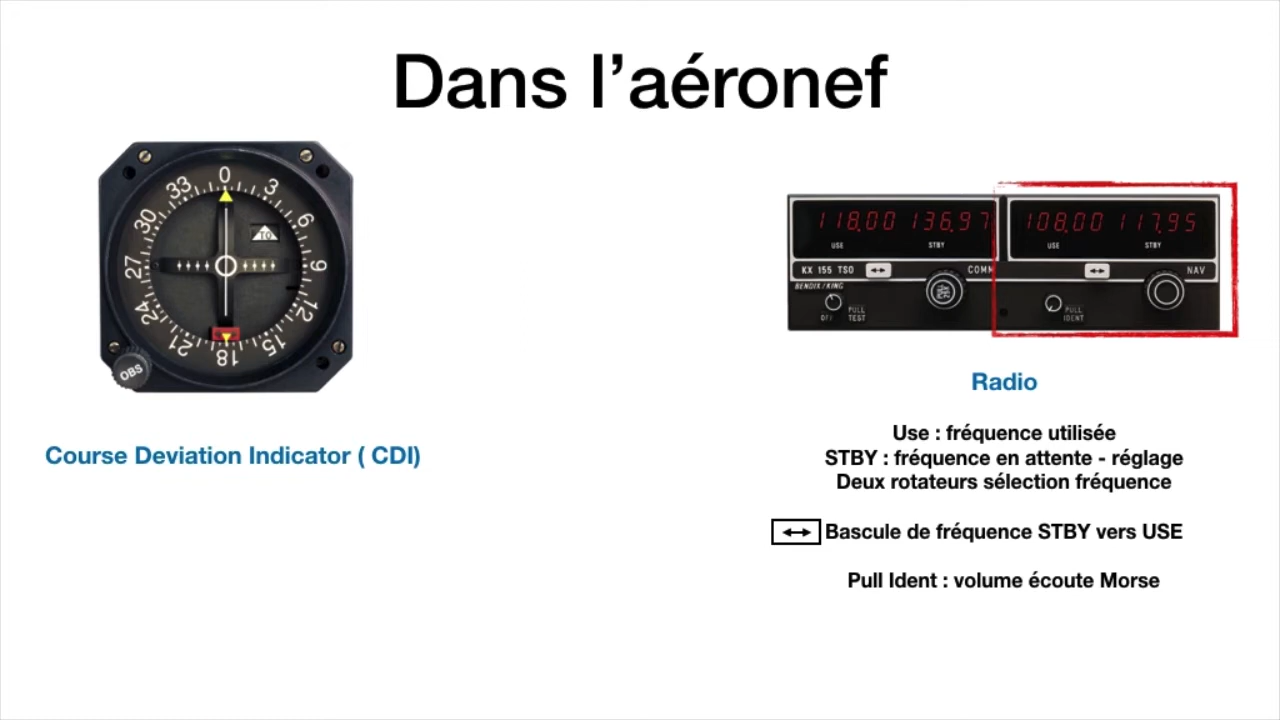 Dans l’aéronef
0
3
6
9
12
15
18
21
24
27
30
33
TO
OBS
Course Deviation Indicator ( CDI)
118.00 136.97
USE
STBY
KX 155 TSO
COMM
BENDIX/KING
OFF
PULL
TEST
108.00 117.95
USE
STBY
NAV
PULL
IDENT
Radio
Use : fréquence utilisée
STBY : fréquence en attente - réglage
Deux rotateurs sélection fréquence
Bascule de fréquence STBY vers USE
Pull Ident : volume écoute Morse